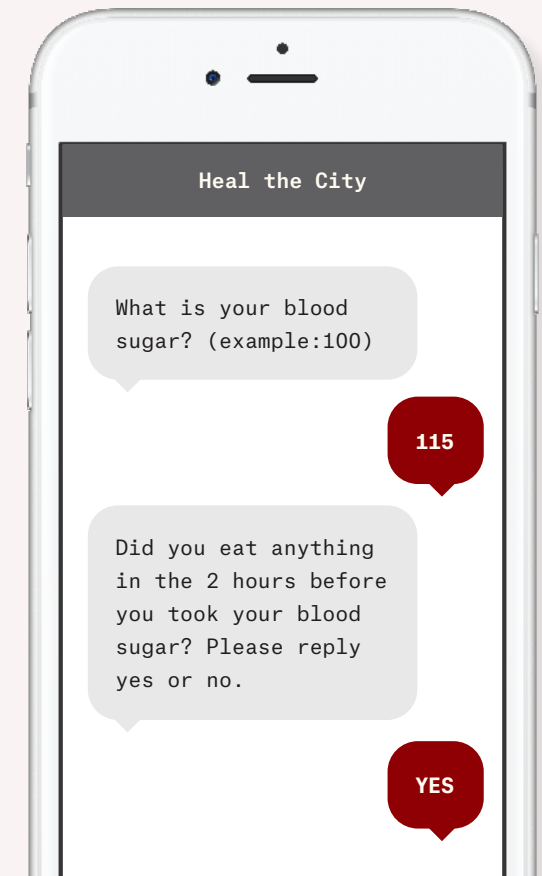 Heal the City
What is your blood
sugar? (example:100)
115
Did you eat anything
in the 2 hours before
you took your blood
sugar? Please reply
yes or no.
YES